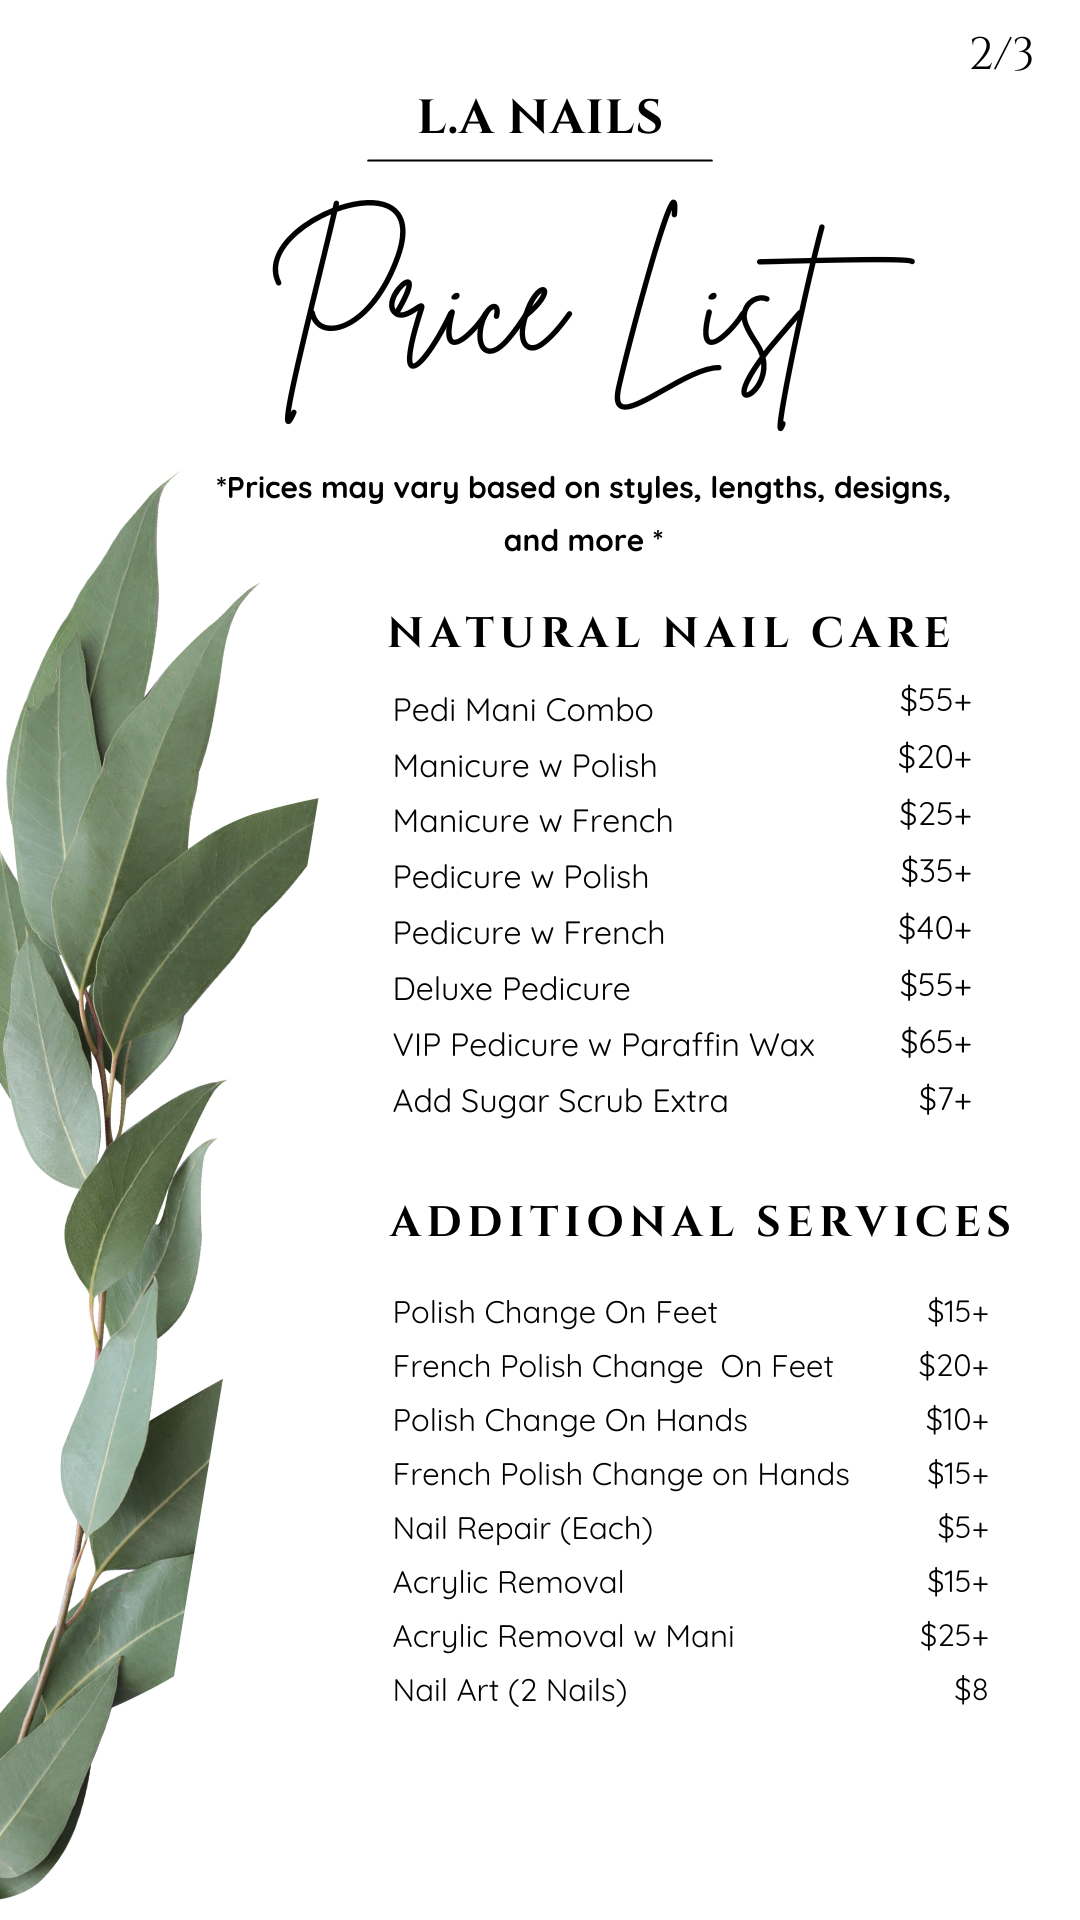 2/3
L.A NAILS
Price List
*Prices may vary based on styles, lengths, designs,
and more *
NATURAL NAIL CARE
Pedi Mani Combo $55+
Manicure w Polish $20+
Manicure w French $25+
Pedicure w Polish $35+
Pedicure w French $40+
Deluxe Pedicure $55+
VIP Pedicure w Paraffin Wax $65+
Add Sugar Scrub Extra $7+
ADDITIONAL SERVICES
Polish Change On Feet $15+
French Polish Change  On Feet $20+
Polish Change On Hands $10+
French Polish Change on Hands $15+
Nail Repair (Each) $5+
Acrylic Removal $15+
Acrylic Removal w Mani $25+
Nail Art (2 Nails) $8